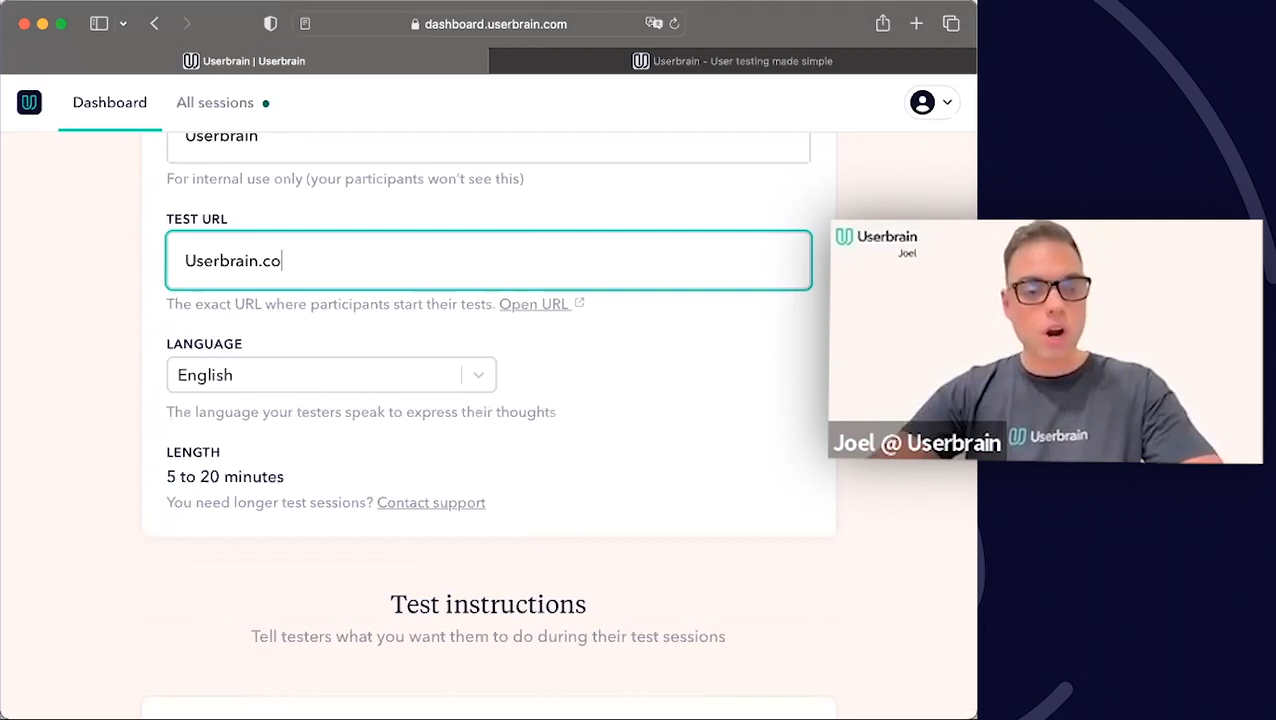 dashboard.userbrain.com
Userbrain | Userbrain
Userbrain - User testing made simple
Dashboard
All sessions
Userbrain
For internal use only (your participants won't see this)
TEST URL
Userbrain.co
The exact URL where participants start their tests. Open URL
LANGUAGE
English
The language your testers speak to express their thoughts
LENGTH
5 to 20 minutes
You need longer test sessions? Contact support
Test instructions
Tell testers what you want them to do during their test sessions
Userbrain
Joel
Userbrain
Joel @ Userbrain